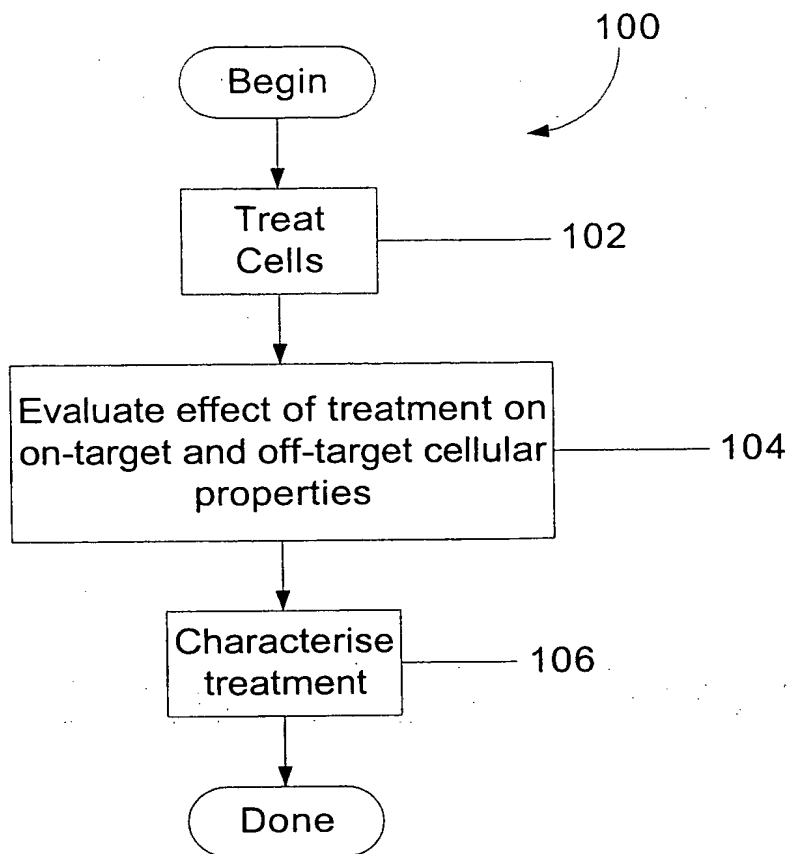 100
Begin
Treat
Cells
102
Evaluate effect of treatment on
on-target and off-target cellular
properties
104
Characterise
treatment
106
Done